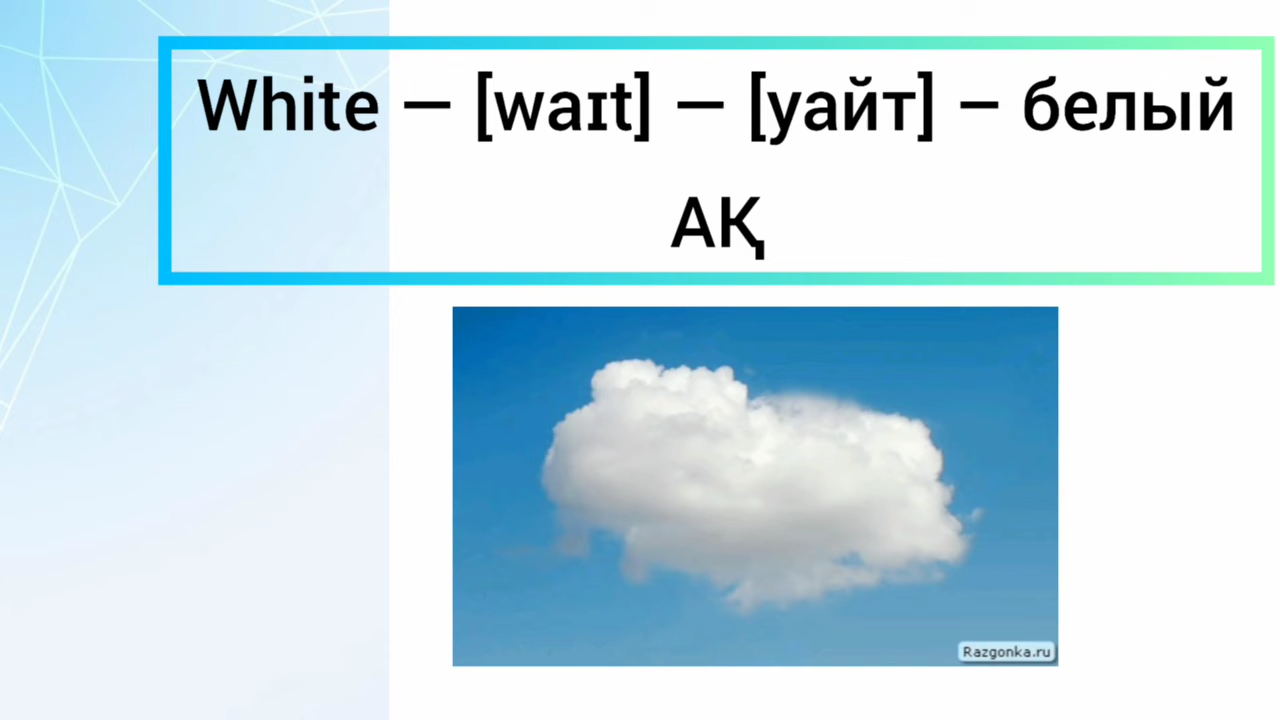 White — [waɪt] — [уайт] – белый
АҚ
Razgonka.ru